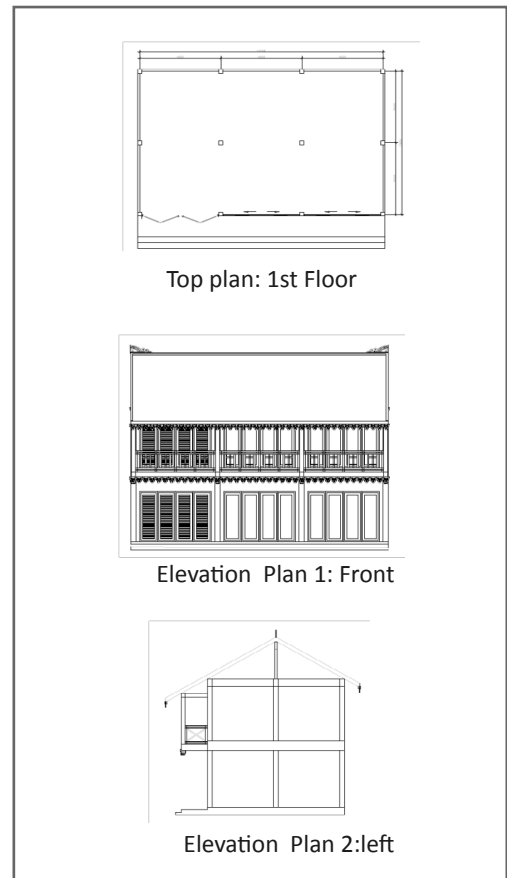 Top plan: 1st Floor
Elevation  Plan 1: Front
Elevation  Plan 2:left